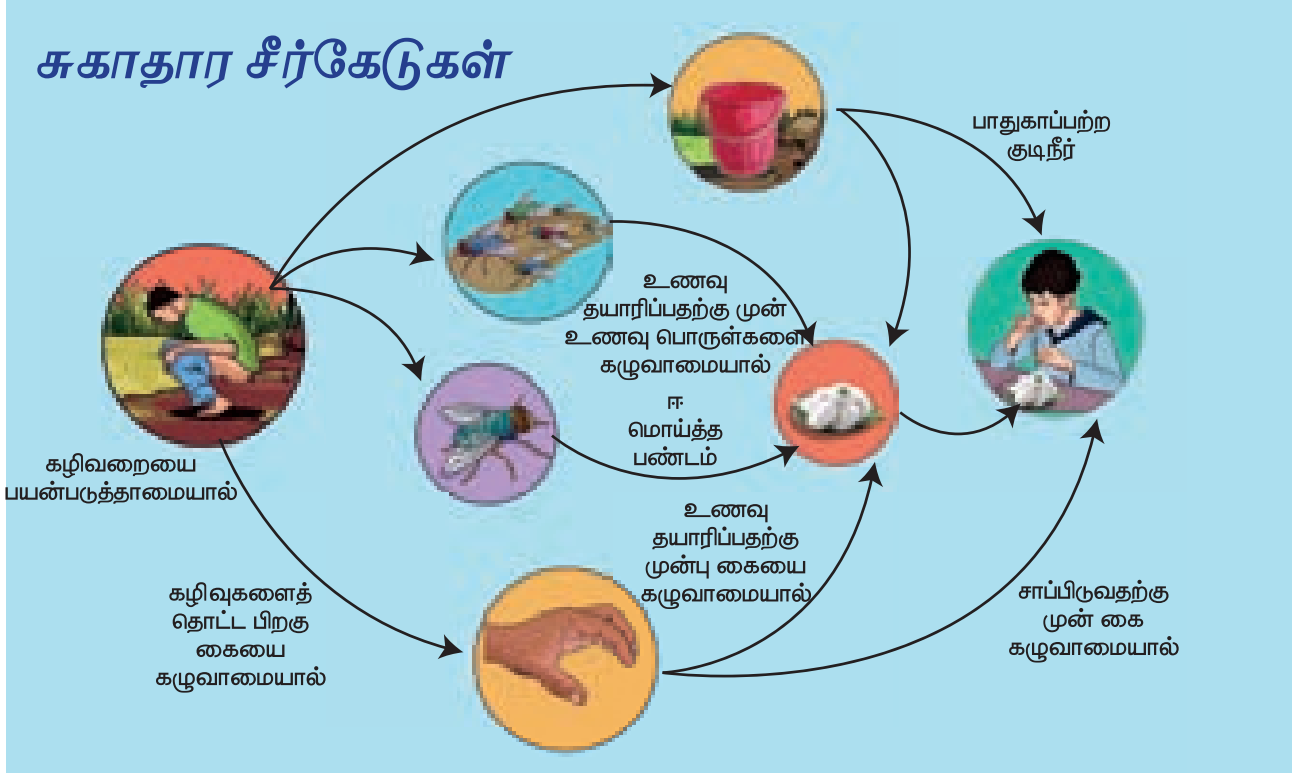 சுகாதார சீர்கேடுகள்
பாதுகாப்பற்ற
குடிநீர்
உணவு
தயாரிப்பதற்கு முன்
உணவு பொருள்களை
கழுவாமையால்
ஈ
மொய்த்த
பண்டம்
கழிவறையை
பயன்படுத்தாமையால்
உணவு
தயாரிப்பதற்கு
முன்பு கையை
கழுவாமையால்
கழிவுகளைத்
தொட்ட பிறகு
கையை
கழுவாமையால்
சாப்பிடுவதற்கு
முன் கை
கழுவாமையால்